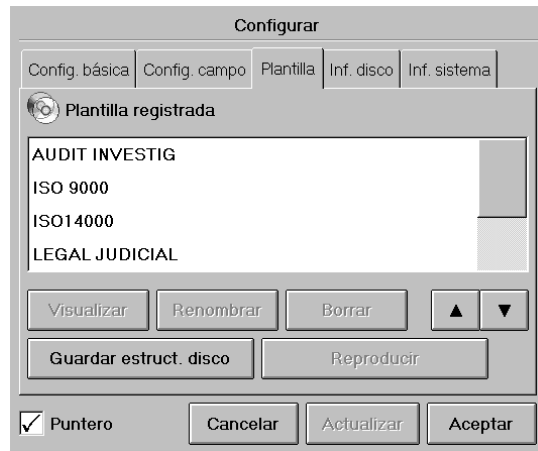 Configurar
Config. básica Config. campo Plantilla Inf. disco Inf. sistema
Plantilla registrada
AUDIT INVESTIG
ISO 9000
ISO14000
LEGAL JUDICIAL
Visualizar Renombrar Borrar ▲ ▼
Guardar estruct. disco Reproducir
Puntero Cancelar Actualizar Aceptar